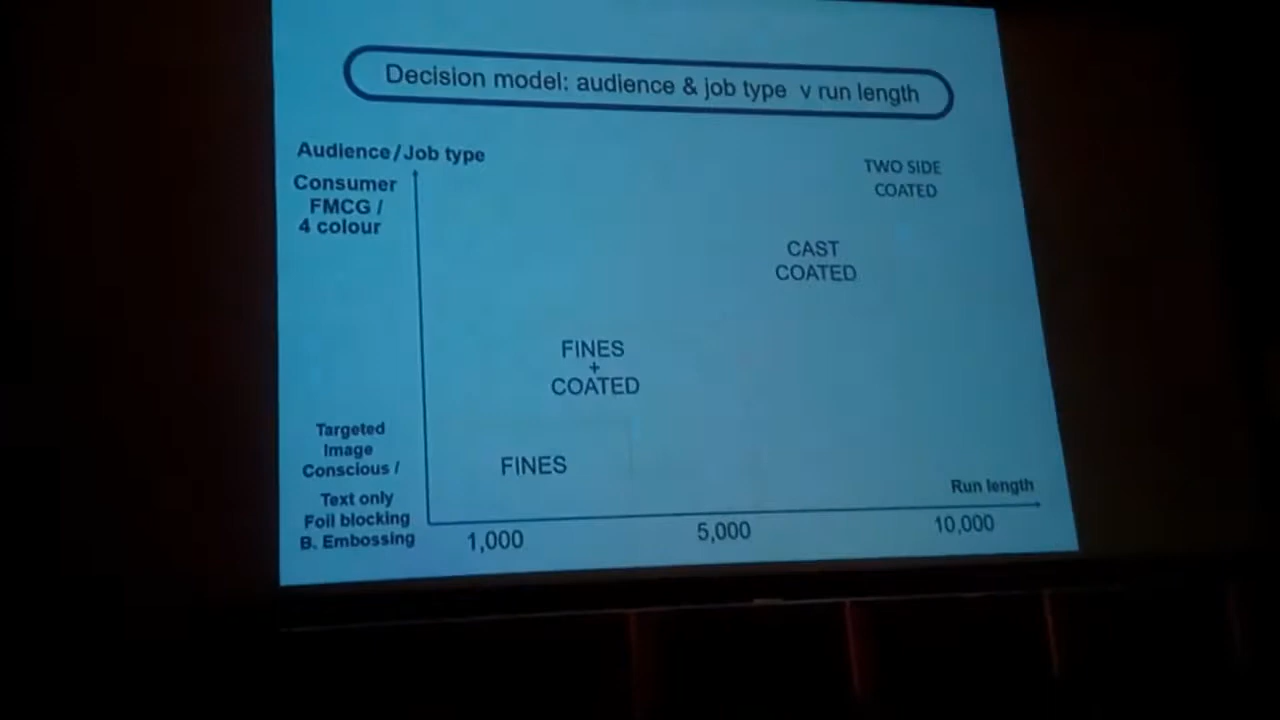 Decision model: audience & job type v run length
Audience/Job type
Consumer
FMCG /
4 colour
TWO SIDE
COATED
CAST
COATED
FINES
+
COATED
Targeted
Image
Conscious /
FINES
Text only
Foil blocking
B. Embossing
Run length
1,000
5,000
10,000